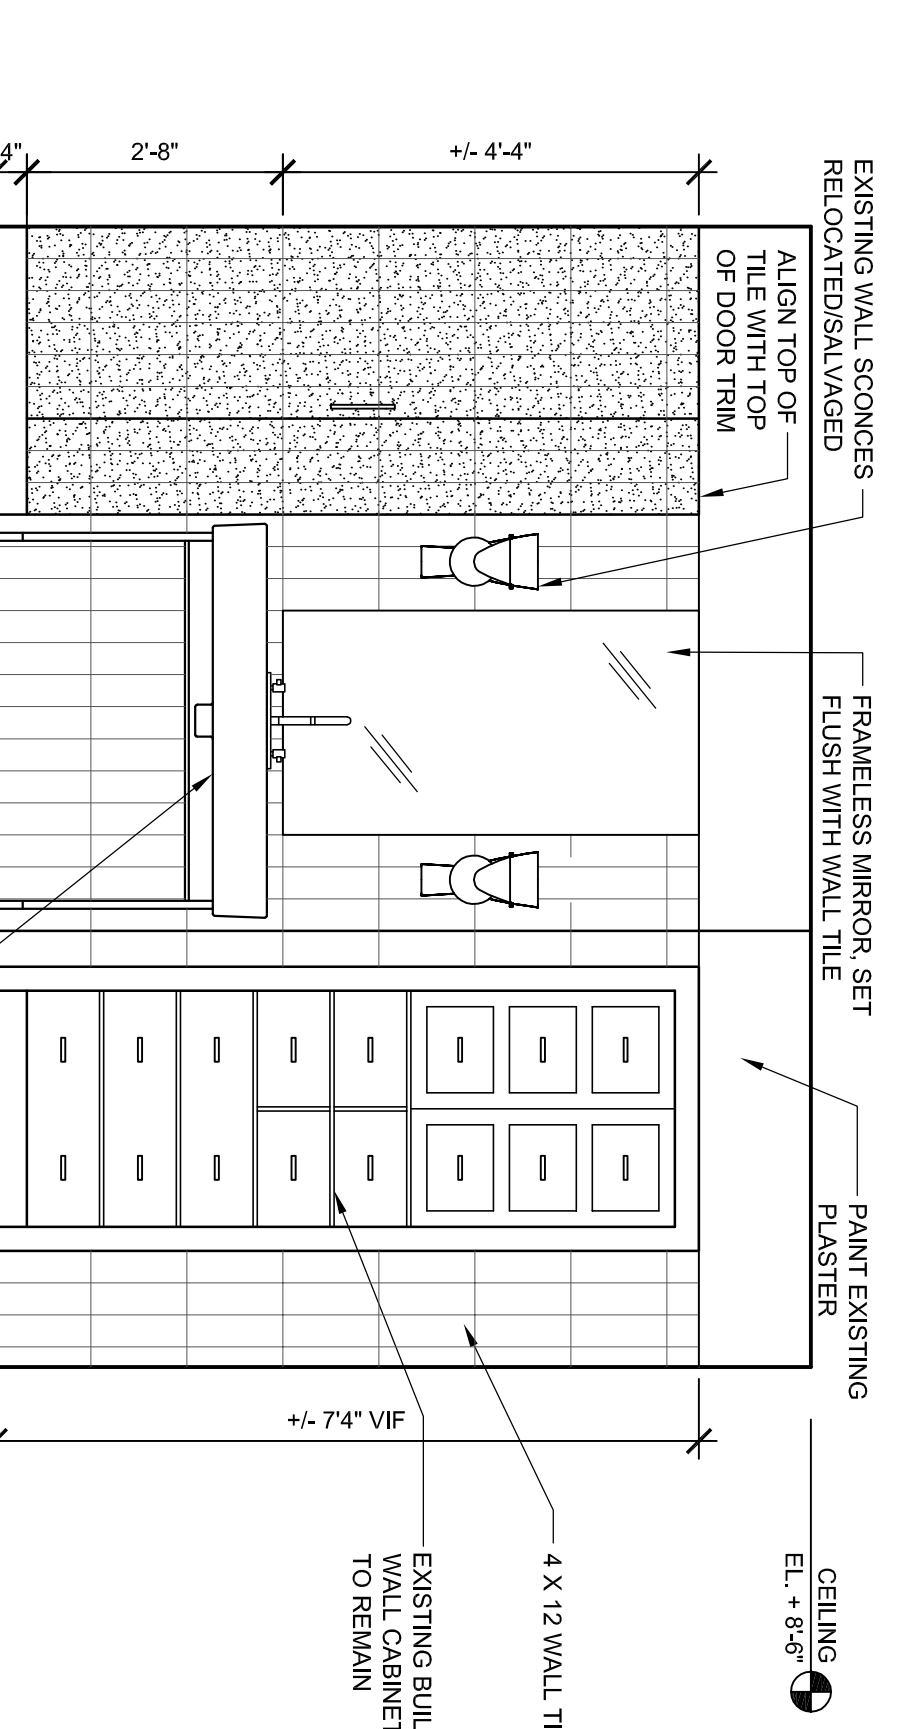 EXISTING WALL SCONCES
RELOCATED/SALVAGED
ALIGN TOP OF
TILE WITH TOP
OF DOOR TRIM
FRAMELESS MIRROR, SET
FLUSH WITH WALL TILE
PAINT EXISTING
PLASTER
CEILING
EL. + 8'-6"
4 X 12 WALL
EXISTING
WALL CABINET
TO REMAIN
+/- 4'-4"
2'-8"
4"
+/- 7'4" VIF